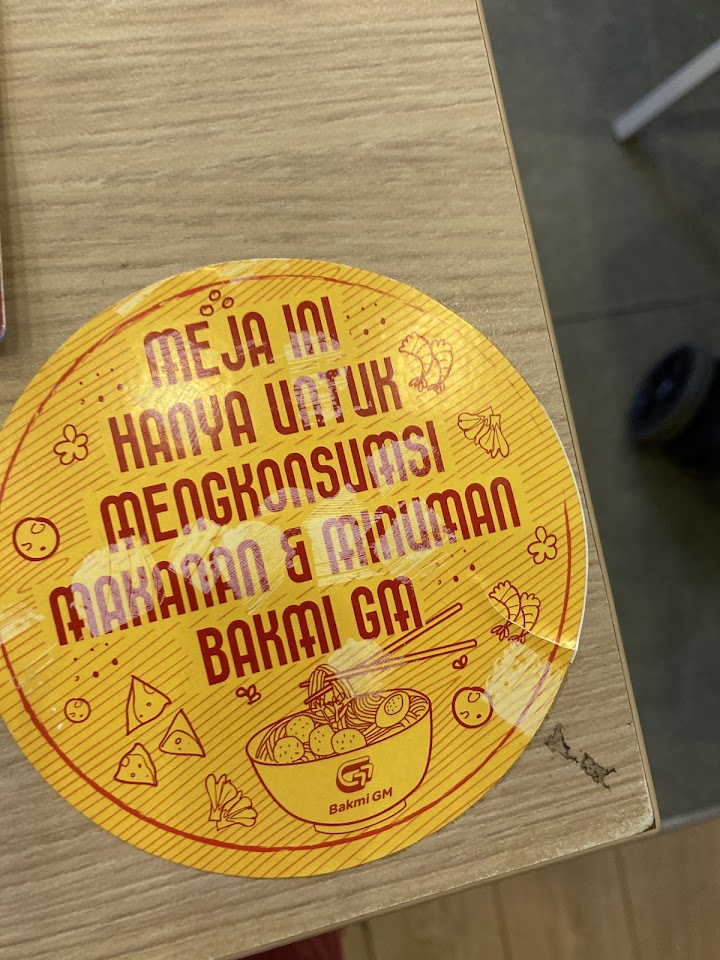 MEJA INI
HANYA UNTUK
MENGKONSUMSI
MAKANAN & MINUMAN
BAKMI GM
Bakmi GM